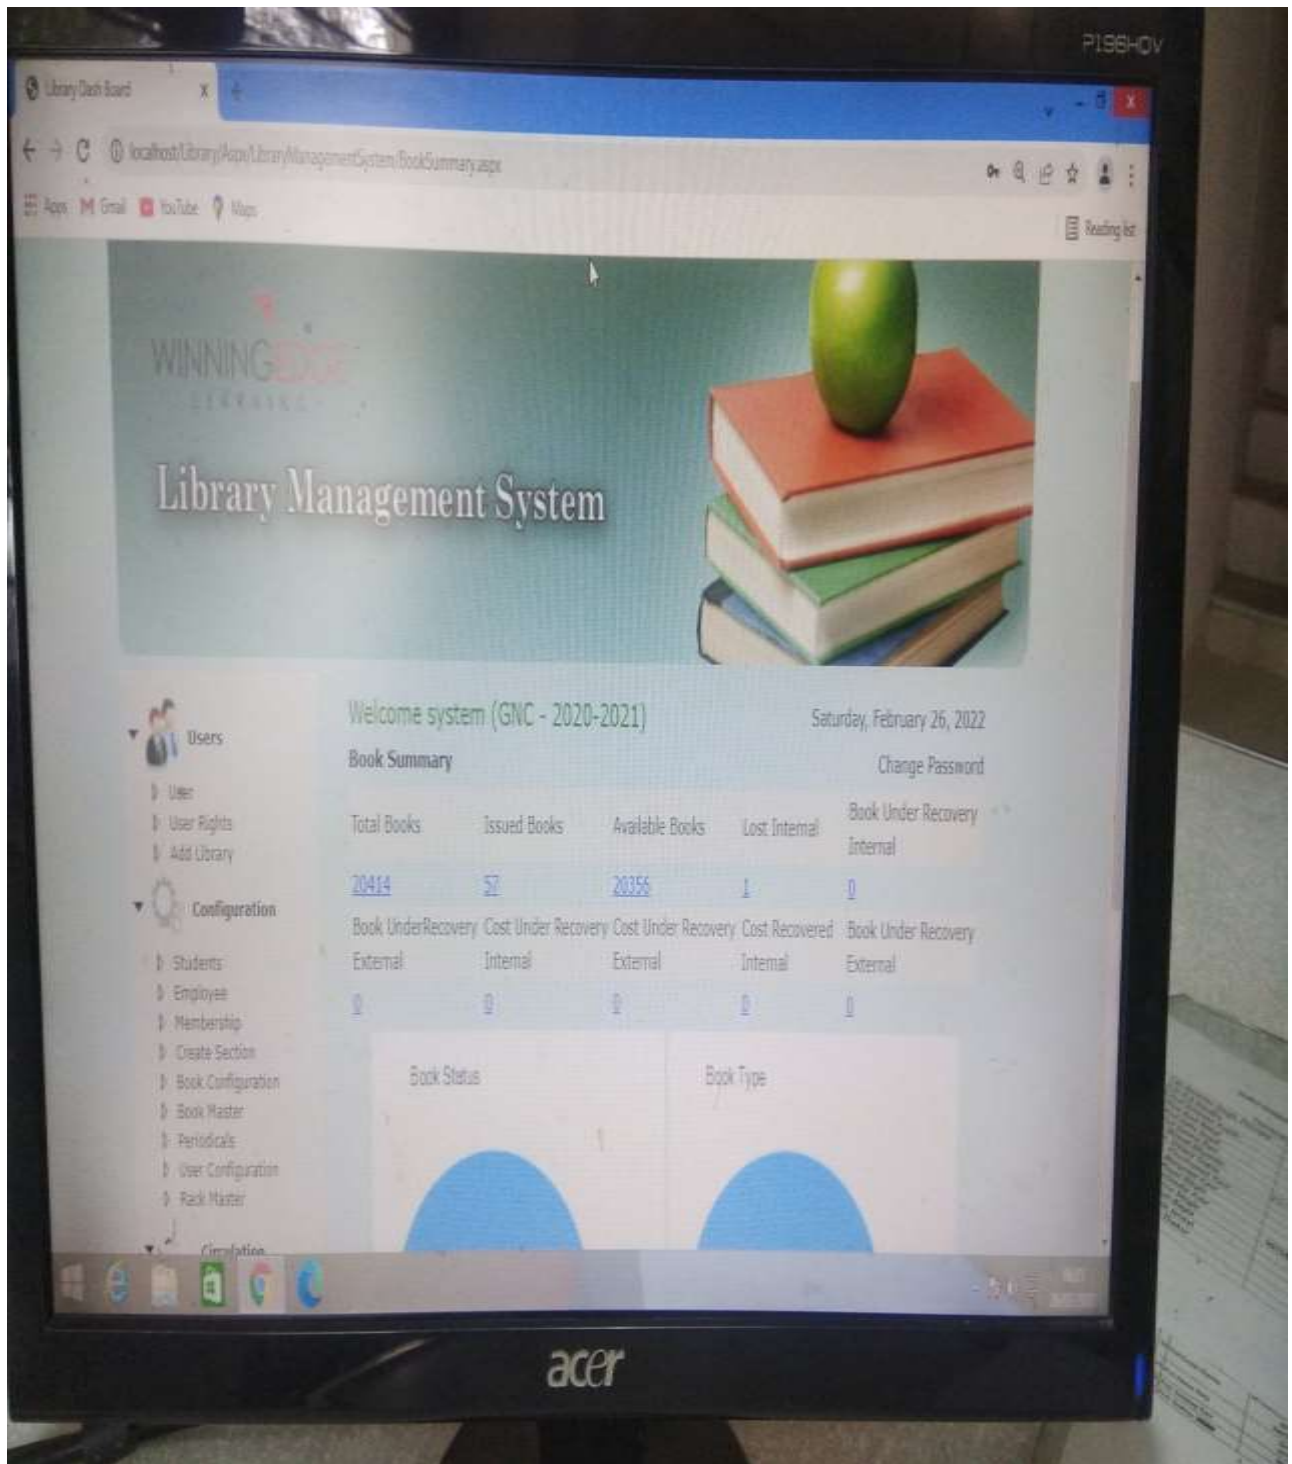 P196HQV
Library Dash Board
localhost/Library/Aspx/LibraryManagementSystem/BookSummary.aspx
Apps Gmail YouTube Maps
Reading list
WINNINGEDGE
LEARNING
Library Management System
Welcome system (GNC - 2020-2021)
Saturday, February 26, 2022
Book Summary
Change Password
Users
User
User Rights
Add Library
Configuration
Students
Employee
Membership
Create Section
Book Configuration
Book Master
Periodicals
User Configuration
Rack Master
Circulation
Total Books Issued Books Available Books Lost Internal Book Under Recovery Internal
20414 57 20356 1 0
Book UnderRecovery External Cost Under Recovery Internal Cost Under Recovery External Cost Recovered Internal Book Under Recovery External
0 0 0 0 0
Book Status Book Type
acer